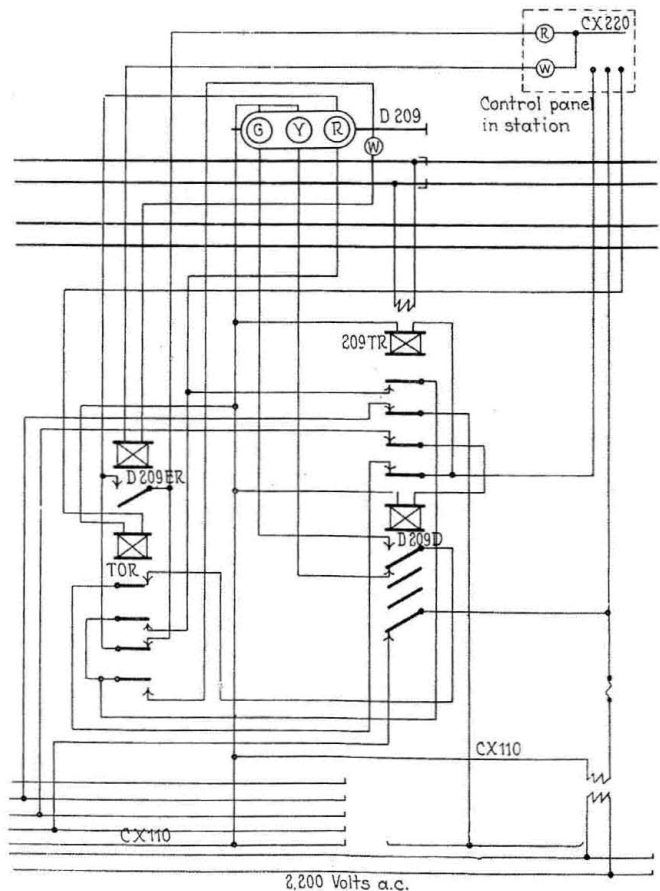 R
CX220
W
Control panel
in station
G Y R
D 209
W
209TR
D209ER
D209D
TOR
CX110
CX110
2,200 Volts a.c.